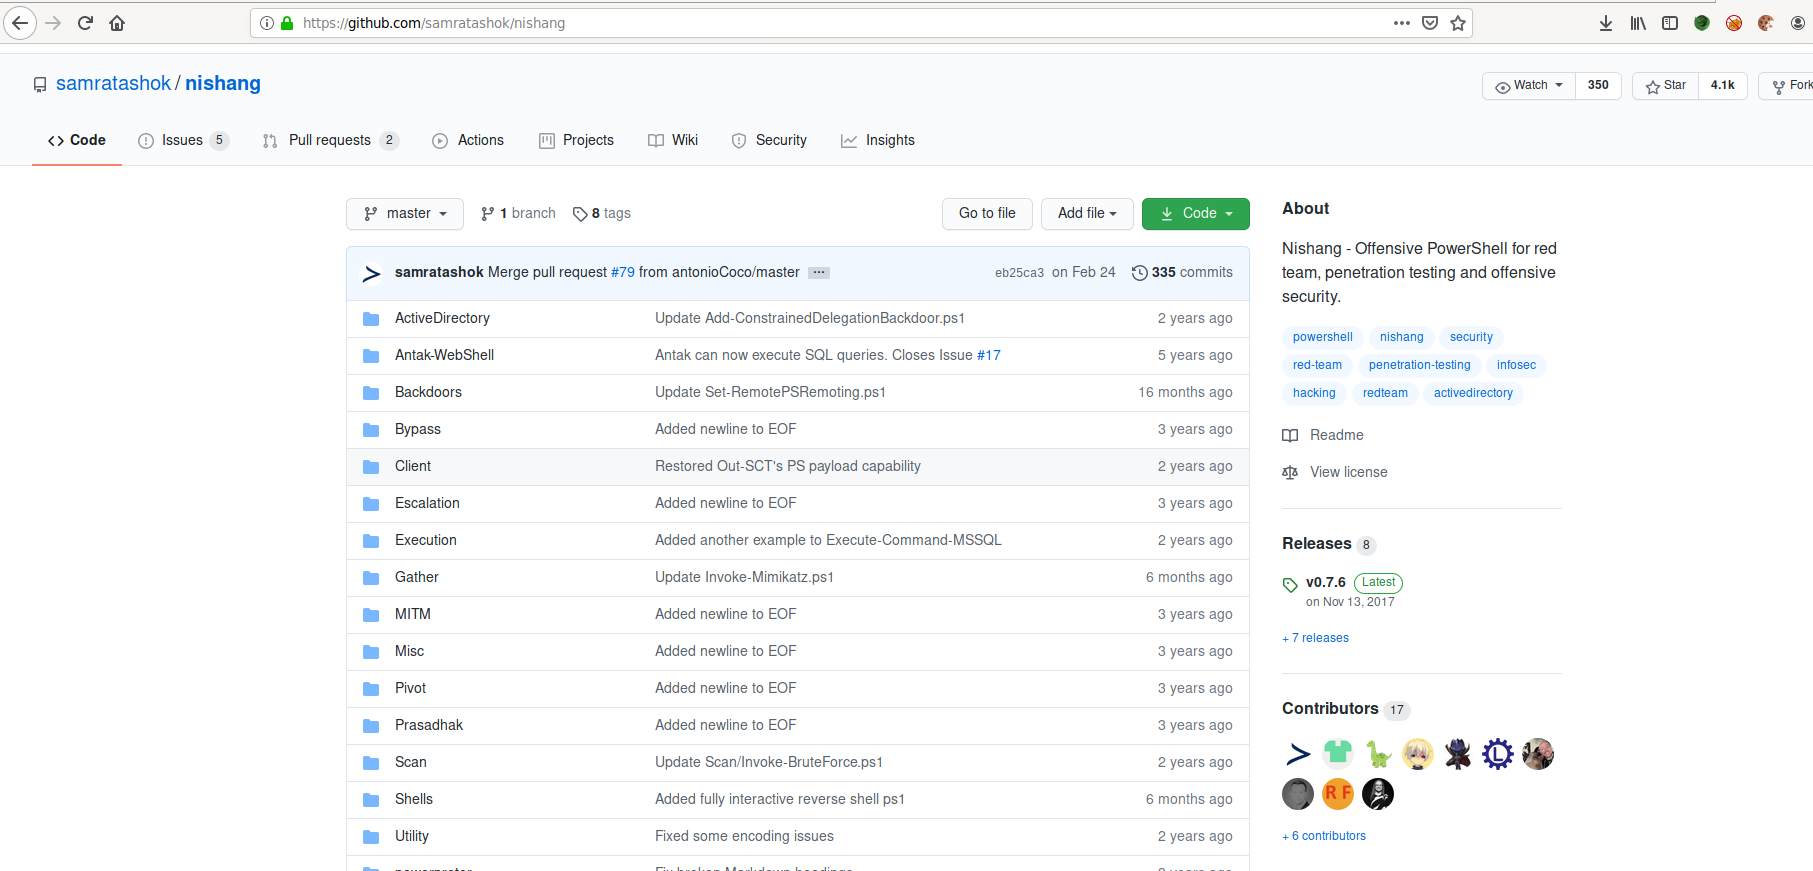 https://github.com/samratashok/nishang
samratashok / nishang
Watch 350
Star 4.1k
Fork
Code
Issues 5
Pull requests 2
Actions
Projects
Wiki
Security
Insights
master
1 branch
8 tags
Go to file
Add file
Code
samratashok Merge pull request #79 from antonioCoco/master ... eb25ca3 on Feb 24 335 commits
ActiveDirectory Update Add-ConstrainedDelegationBackdoor.ps1 2 years ago
Antak-WebShell Antak can now execute SQL queries. Closes Issue #17 5 years ago
Backdoors Update Set-RemotePSRemoting.ps1 16 months ago
Bypass Added newline to EOF 3 years ago
Client Restored Out-SCT's PS payload capability 2 years ago
Escalation Added newline to EOF 3 years ago
Execution Added another example to Execute-Command-MSSQL 2 years ago
Gather Update Invoke-Mimikatz.ps1 6 months ago
MITM Added newline to EOF 3 years ago
Misc Added newline to EOF 3 years ago
Pivot Added newline to EOF 3 years ago
Prasadhak Added newline to EOF 3 years ago
Scan Update Scan/Invoke-BruteForce.ps1 2 years ago
Shells Added fully interactive reverse shell ps1 6 months ago
Utility Fixed some encoding issues 2 years ago
About
Nishang - Offensive PowerShell for red
team, penetration testing and offensive
security.
powershell nishang security
red-team penetration-testing infosec
hacking redteam activedirectory
Readme
View license
Releases 8
v0.7.6 Latest
on Nov 13, 2017
+ 7 releases
Contributors 17
L
R F
+ 6 contributors